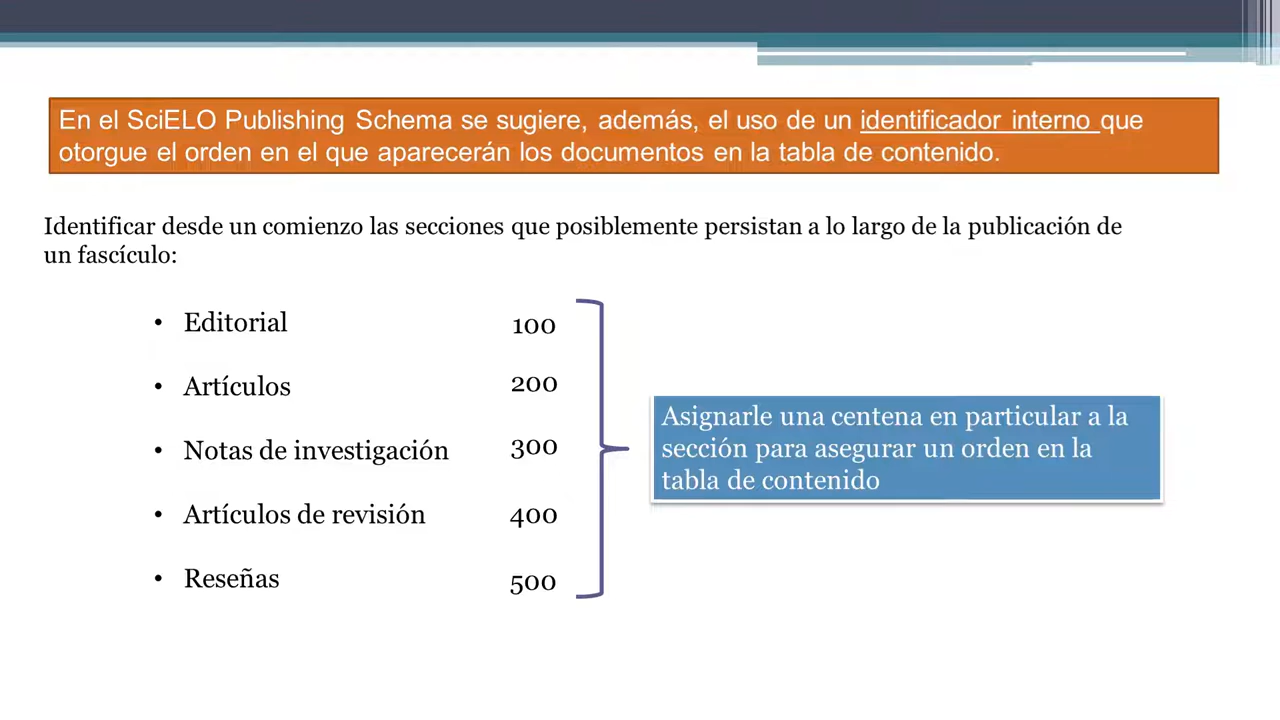 En el SciELO Publishing Schema se sugiere, además, el uso de un identificador interno que
otorgue el orden en el que aparecerán los documentos en la tabla de contenido.
Identificar desde un comienzo las secciones que posiblemente persistan a lo largo de la publicación de
un fascículo:
• Editorial 100
• Artículos 200
• Notas de investigación 300
• Artículos de revisión 400
• Reseñas 500
Asignarle una centena en particular a la
sección para asegurar un orden en la
tabla de contenido